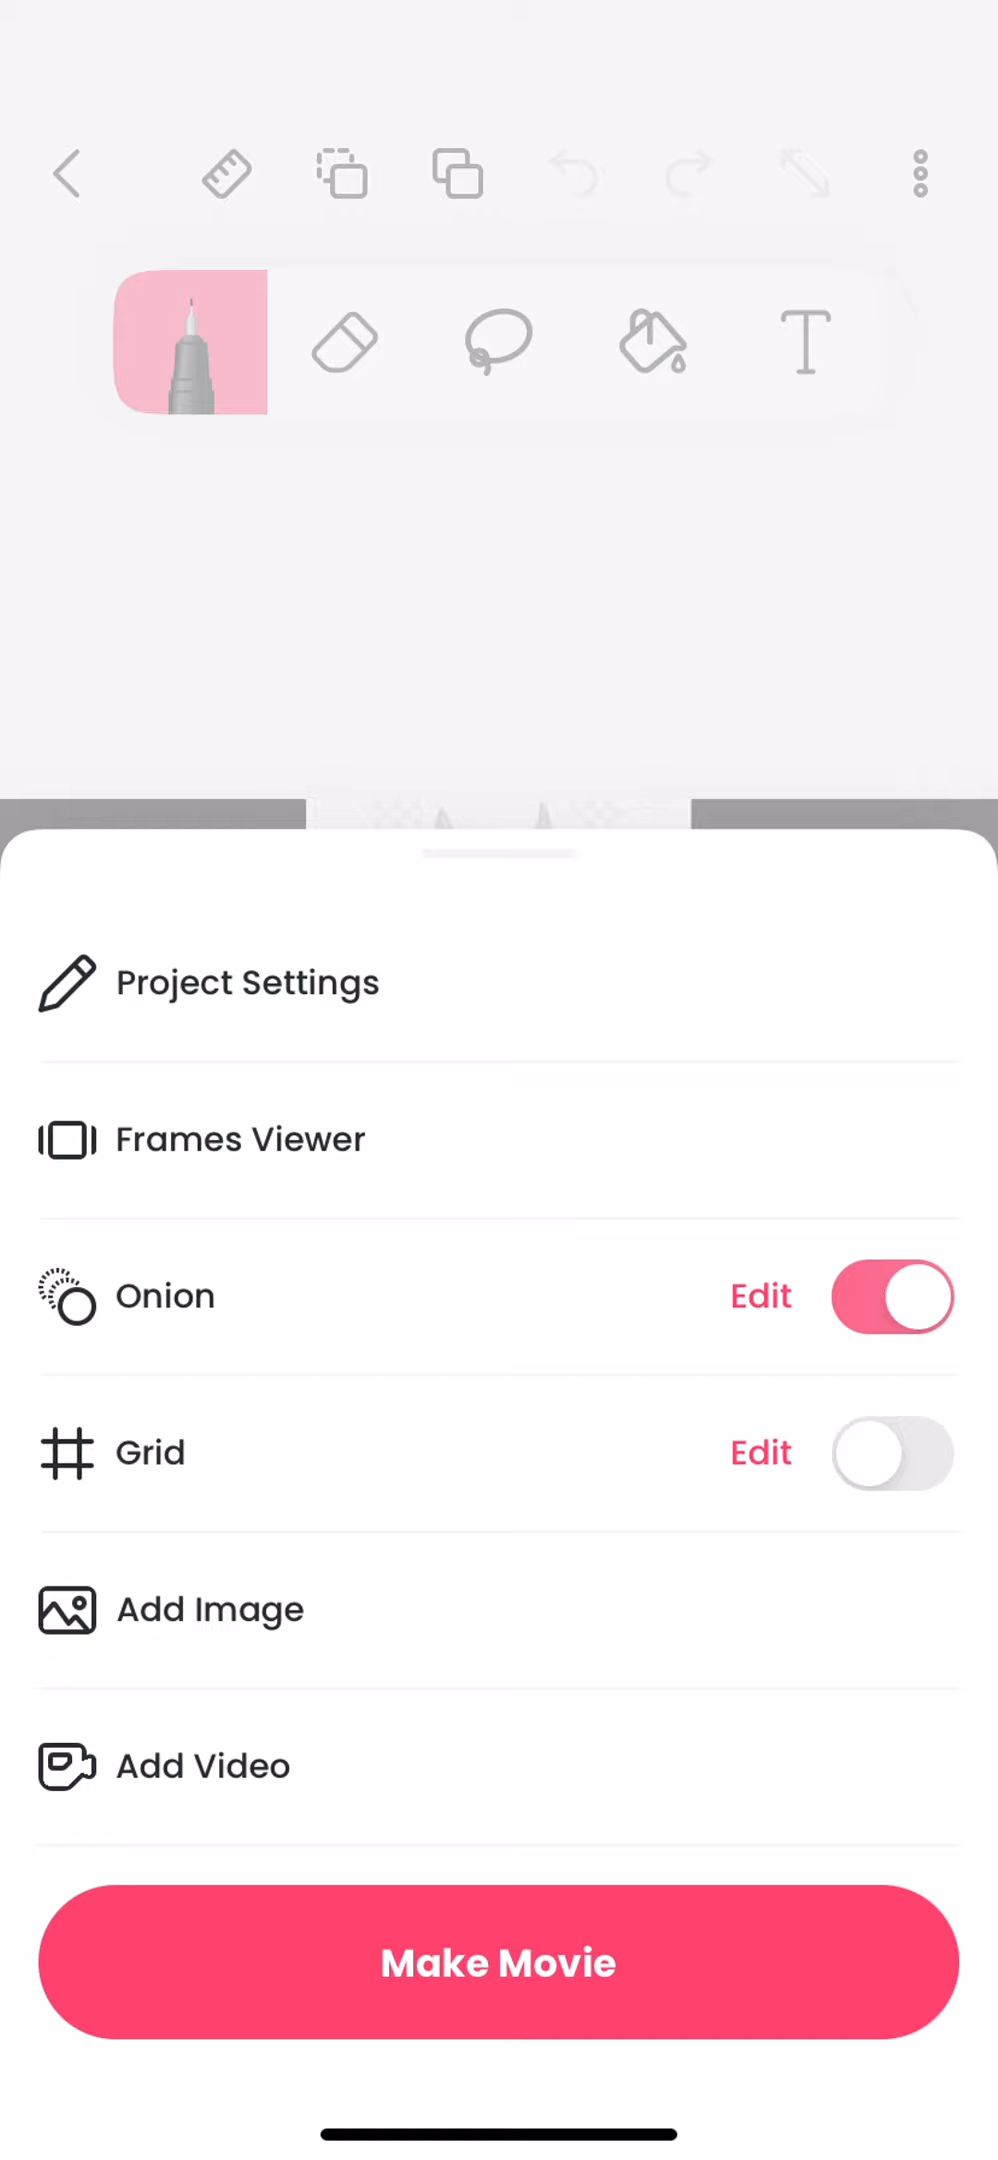 Project Settings
Frames Viewer
Onion Edit
Grid Edit
Add Image
Add Video
Make Movie